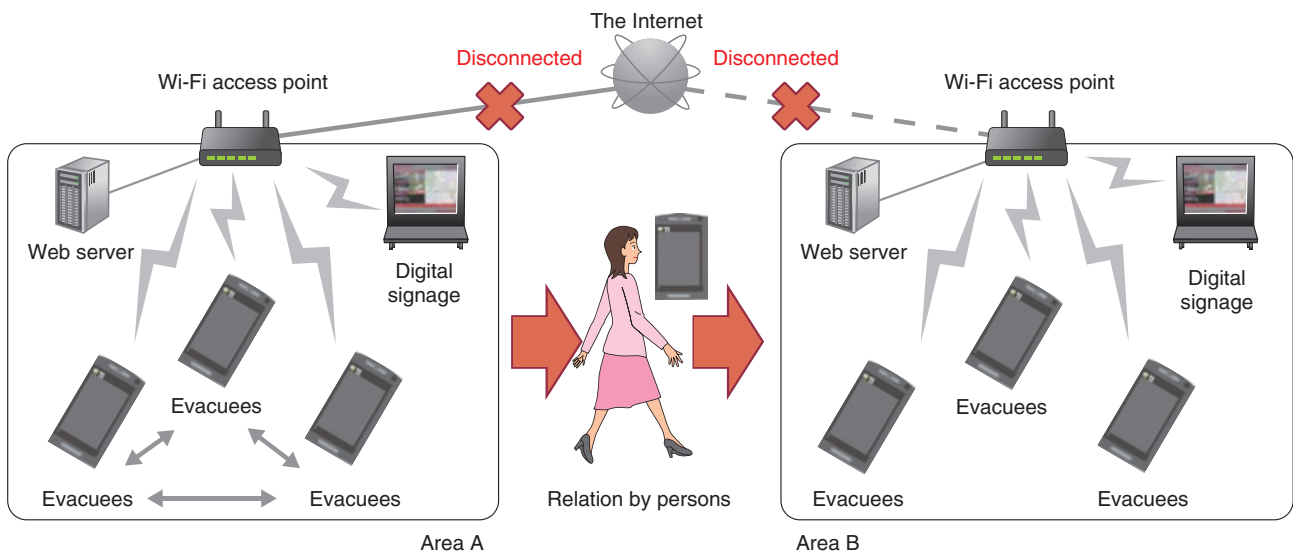 The Internet
Disconnected
Disconnected
Wi-Fi access point
Wi-Fi access point
Web server
Digital
signage
Web server
Digital
signage
Evacuees
Evacuees
Evacuees
Evacuees
Relation by persons
Evacuees
Evacuees
Area A
Area B